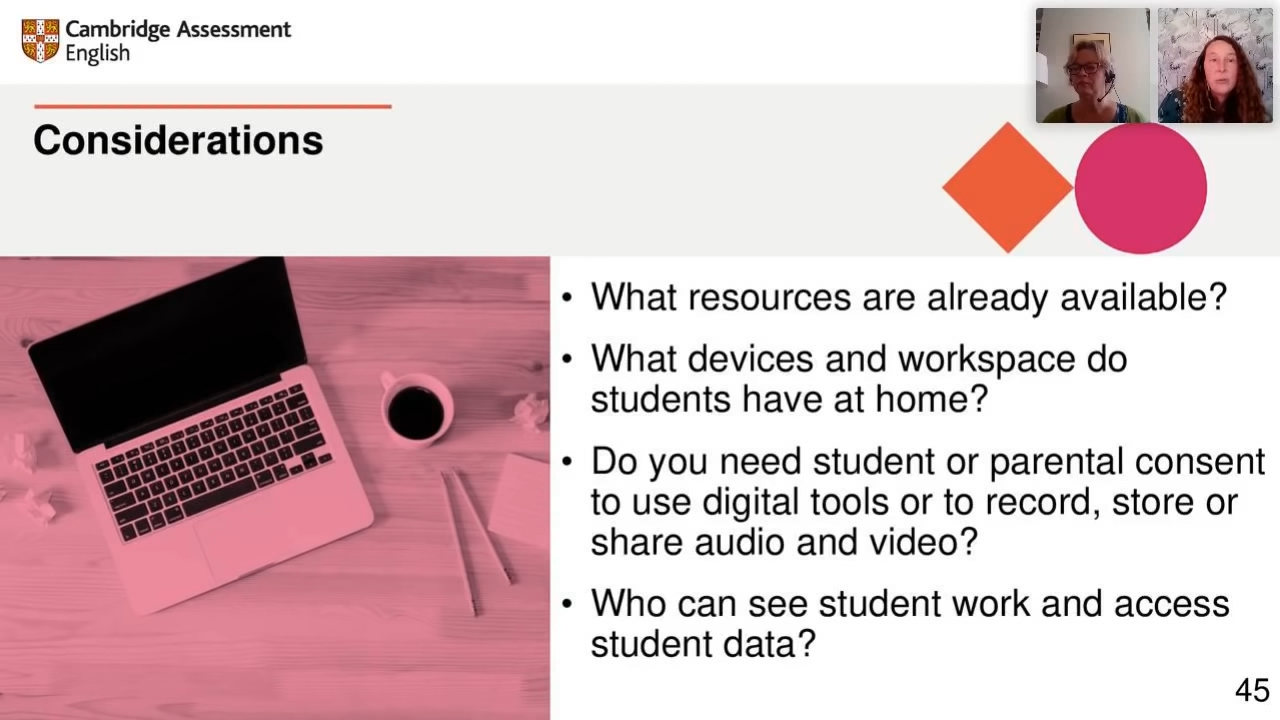 Cambridge Assessment
English
Considerations
• What resources are already available?
• What devices and workspace do
students have at home?
• Do you need student or parental consent
to use digital tools or to record, store or
share audio and video?
• Who can see student work and access
student data?
45